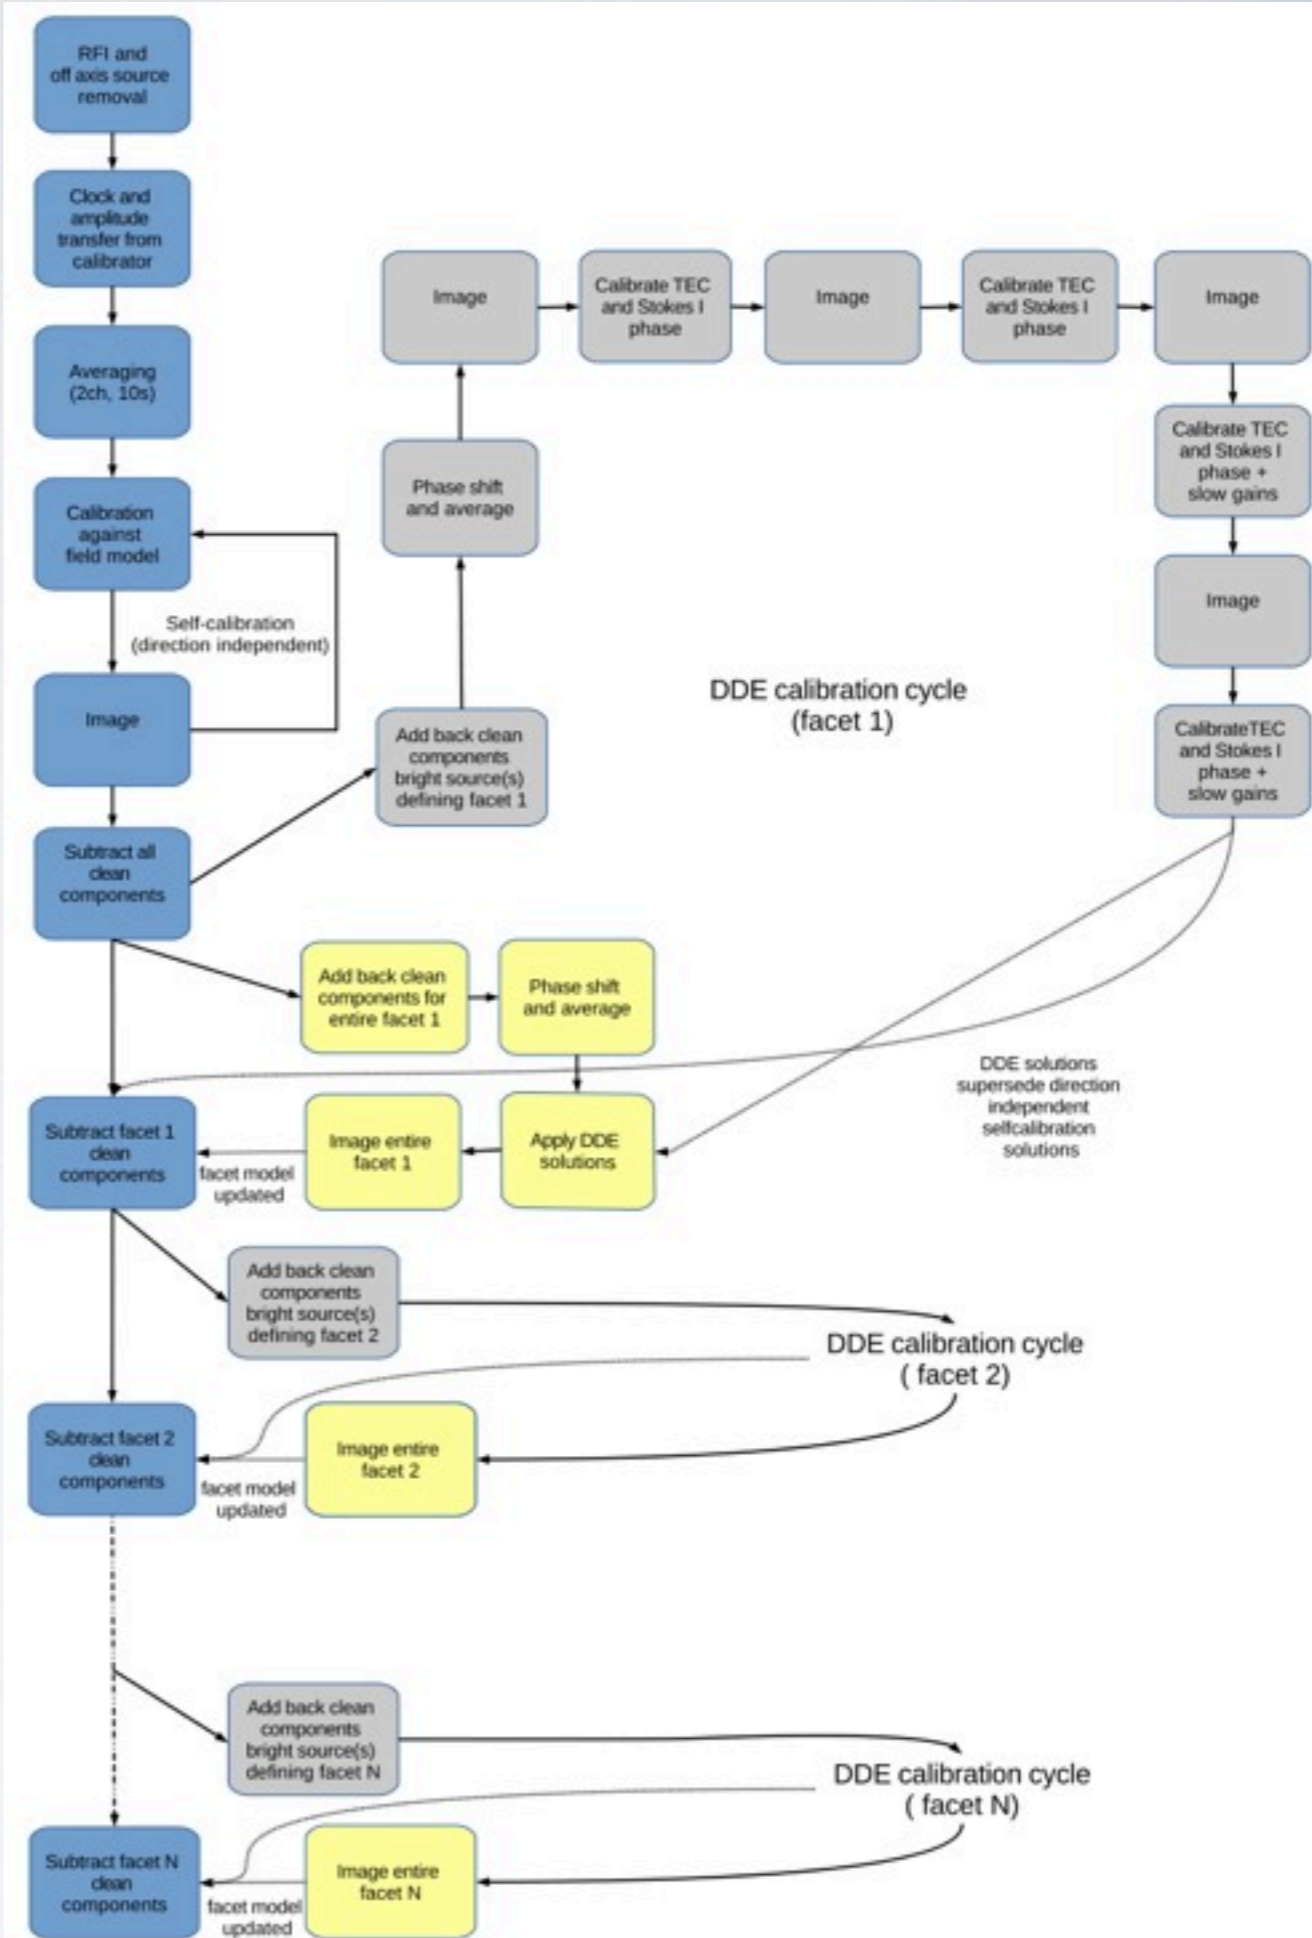 RFI and
off axis source
removal
Clock and
amplitude
transfer from
calibrator
Averaging
(2ch, 10s)
Calibration
against
field model
Self-calibration
(direction independent)
Image
Subtract all
clean
components
Add back clean
components
bright source(s)
defining facet 1
Phase shift
and average
Image
Calibrate TEC
and Stokes I
phase
Image
Calibrate TEC
and Stokes I
phase
Image
Calibrate TEC
and Stokes I
phase +
slow gains
Image
CalibrateTEC
and Stokes I
phase +
slow gains
DDE calibration cycle
(facet 1)
Add back clean
components for
entire facet 1
Phase shift
and average
Apply DDE
solutions
Image entire
facet 1
facet model
updated
Subtract facet 1
clean
components
DDE solutions
supersede direction
independent
selfcalibration
solutions
Add back clean
components
bright source(s)
defining facet 2
DDE calibration cycle
( facet 2)
Image entire
facet 2
facet model
updated
Subtract facet 2
clean
components
Add back clean
components
bright source(s)
defining facet N
DDE calibration cycle
( facet N)
Image entire
facet N
facet model
updated
Subtract facet N
clean
components